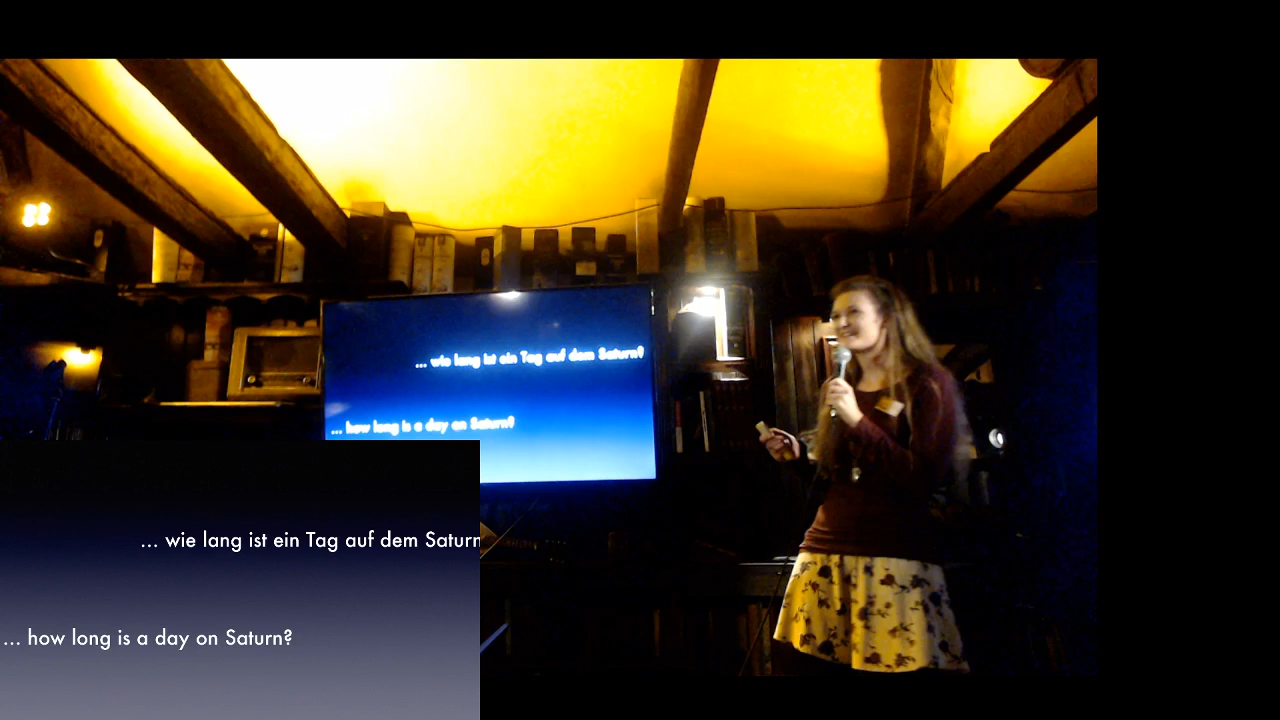 ... wie lang ist ein Tag auf dem Saturn?
... how long is a day on Saturn?
... wie lang ist ein Tag auf dem Saturn
... how long is a day on Saturn?